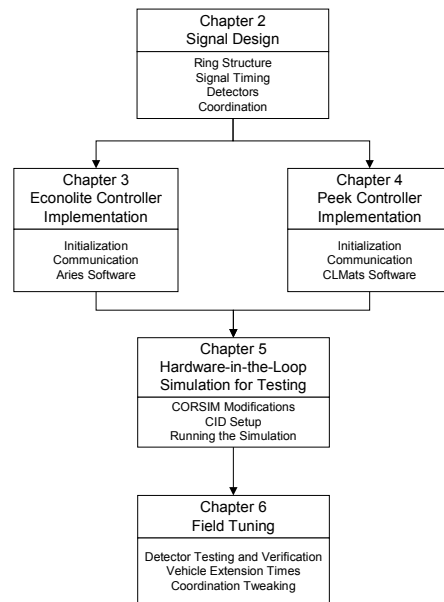 Chapter 2
Signal Design
Ring Structure
Signal Timing
Detectors
Coordination
Chapter 3
Econolite Controller
Implementation
Initialization
Communication
Aries Software
Chapter 4
Peek Controller
Implementation
Initialization
Communication
CLMats Software
Chapter 5
Hardware-in-the-Loop
Simulation for Testing
CORSIM Modifications
CID Setup
Running the Simulation
Chapter 6
Field Tuning
Detector Testing and Verification
Vehicle Extension Times
Coordination Tweaking